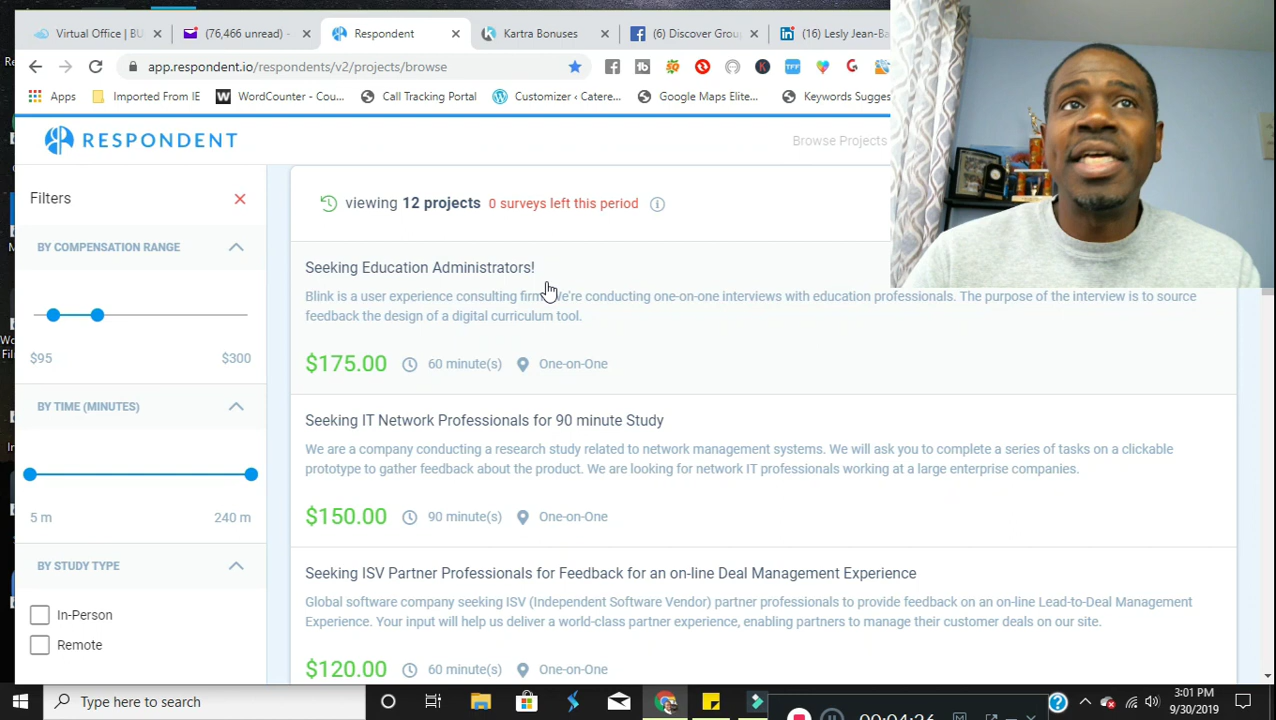 Virtual Office | BU
(76,466 unread) -
Respondent
Kartra Bonuses
(6) Discover Grou
(16) Lesly Jean-Ba
app.respondent.io/respondents/v2/projects/browse
Apps
Imported From IE
WordCounter - Cou...
Call Tracking Portal
Customizer ‹ Catere...
Google Maps Elite...
Keywords Sugges
RESPONDENT
Browse Projects
Filters
viewing 12 projects 0 surveys left this period
BY COMPENSATION RANGE
$95 $300
BY TIME (MINUTES)
5 m 240 m
BY STUDY TYPE
In-Person
Remote
Seeking Education Administrators!
Blink is a user experience consulting firm. We're conducting one-on-one interviews with education professionals. The purpose of the interview is to source
feedback the design of a digital curriculum tool.
$175.00 60 minute(s) One-on-One
Seeking IT Network Professionals for 90 minute Study
We are a company conducting a research study related to network management systems. We will ask you to complete a series of tasks on a clickable
prototype to gather feedback about the product. We are looking for network IT professionals working at a large enterprise companies.
$150.00 90 minute(s) One-on-One
Seeking ISV Partner Professionals for Feedback for an on-line Deal Management Experience
Global software company seeking ISV (Independent Software Vendor) partner professionals to provide feedback on an on-line Lead-to-Deal Management
Experience. Your input will help us deliver a world-class partner experience, enabling partners to manage their customer deals on our site.
$120.00 60 minute(s) One-on-One
Type here to search
00:04:26
3:01 PM
9/30/2019